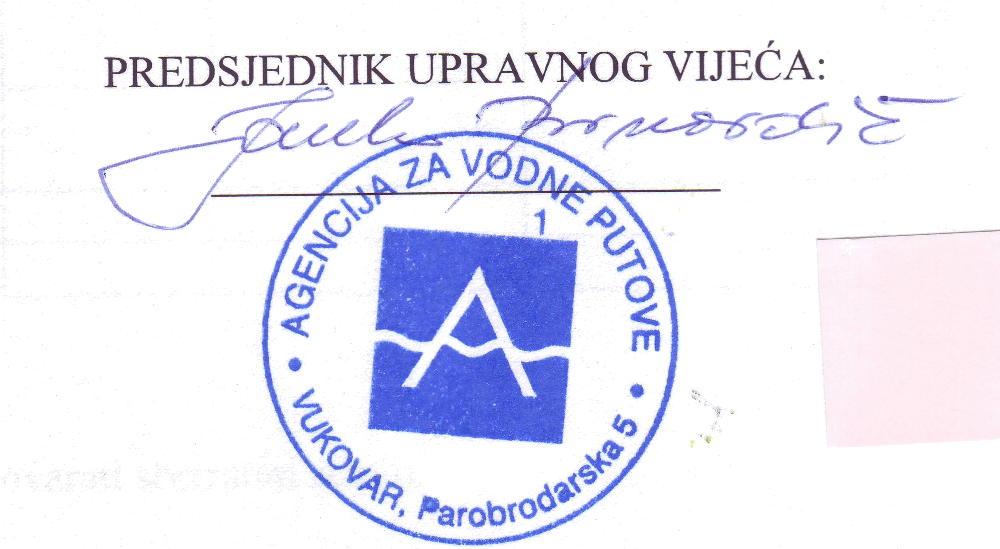 PREDSJEDNIK UPRAVNOG VIJEĆA:
AGENCIJA ZA VODNE PUTOVE
1
• VUKOVAR, Parobrodarska 5 •